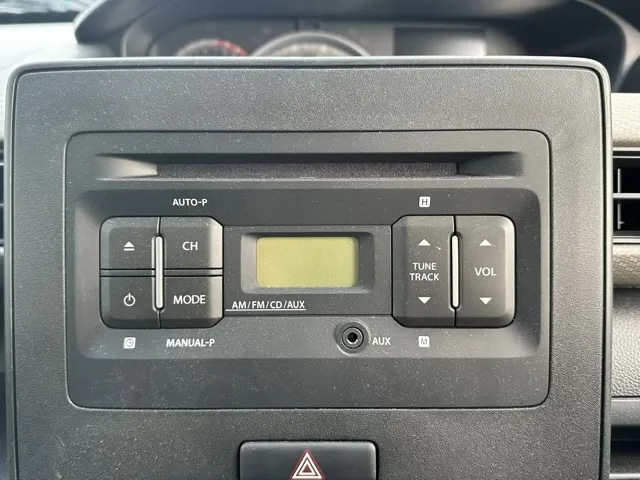 AUTO-P
H
CH
TUNE
TRACK
VOL
MODE
AM/FM/CD/AUX
MANUAL-P
AUX
M